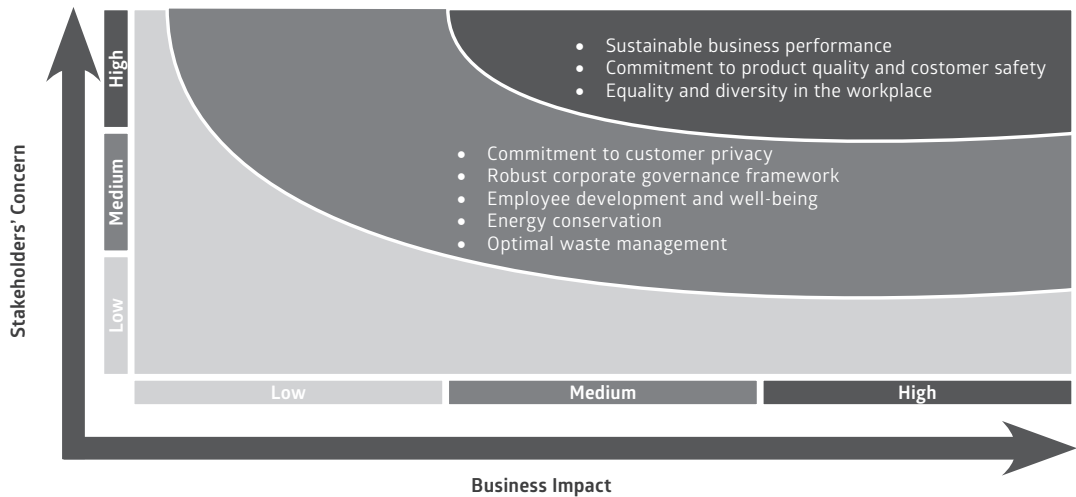 High
• Sustainable business performance
• Commitment to product quality and costomer safety
• Equality and diversity in the workplace
Medium
• Commitment to customer privacy
• Robust corporate governance framework
• Employee development and well-being
• Energy conservation
• Optimal waste management
Stakeholders' Concern
Low
Low
Medium
High
Business Impact